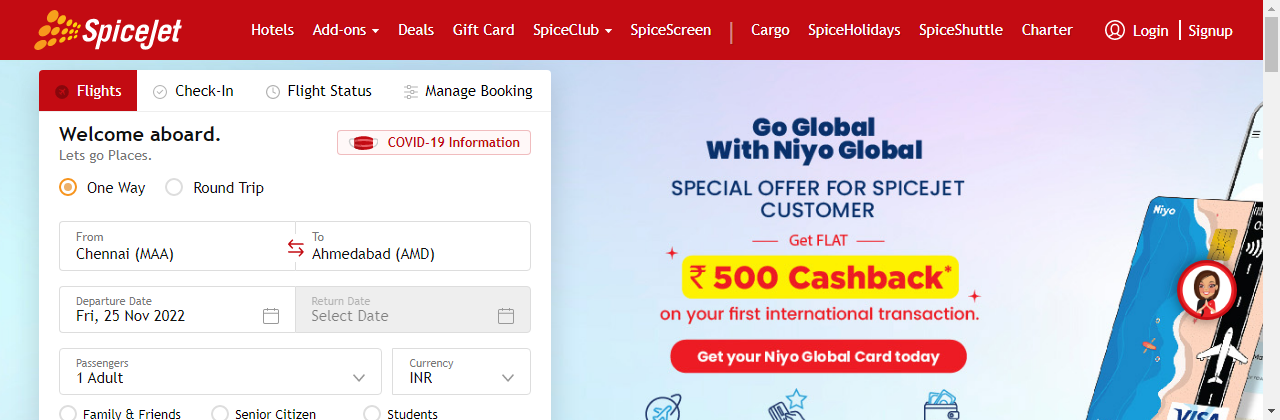 SpiceJet
Hotels Add-ons Deals Gift Card SpiceClub SpiceScreen | Cargo SpiceHolidays SpiceShuttle Charter Login | Signup
Flights Check-In Flight Status Manage Booking
Welcome aboard.
Lets go Places.
COVID-19 Information
One Way Round Trip
From
Chennai (MAA)
To
Ahmedabad (AMD)
Departure Date
Fri, 25 Nov 2022
Return Date
Select Date
Passengers
1 Adult
Currency
INR
Family & Friends Senior Citizen Students
Go Global
With Niyo Global
SPECIAL OFFER FOR SPICEJET
CUSTOMER
Get FLAT
₹ 500 Cashback*
on your first international transaction.
Get your Niyo Global Card today
Niyo
VISA